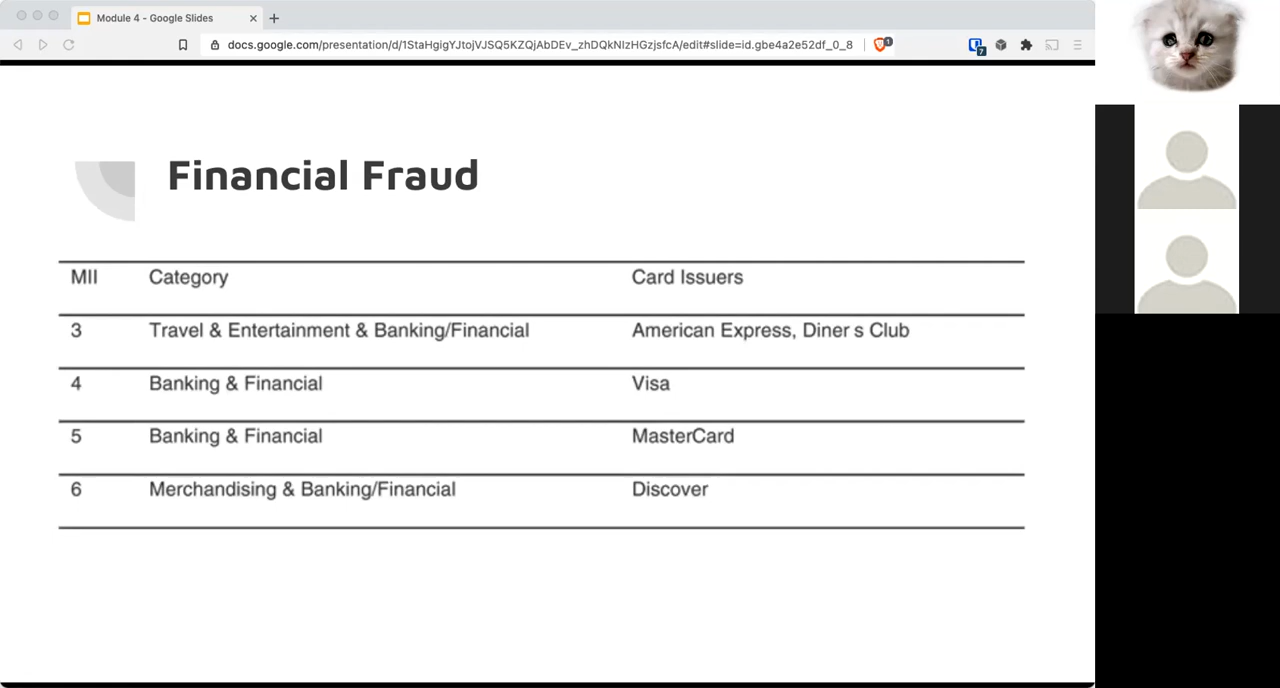 Module 4 - Google Slides
docs.google.com/presentation/d/1StaHgigYJtojVJSQ5KZQjAbDEv_zhDQkNIzHGzjsfcA/edit#slide=id.gbe4a2e52df_0_8
1
7
Financial Fraud
MII Category Card Issuers
3 Travel & Entertainment & Banking/Financial American Express, Diner s Club
4 Banking & Financial Visa
5 Banking & Financial MasterCard
6 Merchandising & Banking/Financial Discover